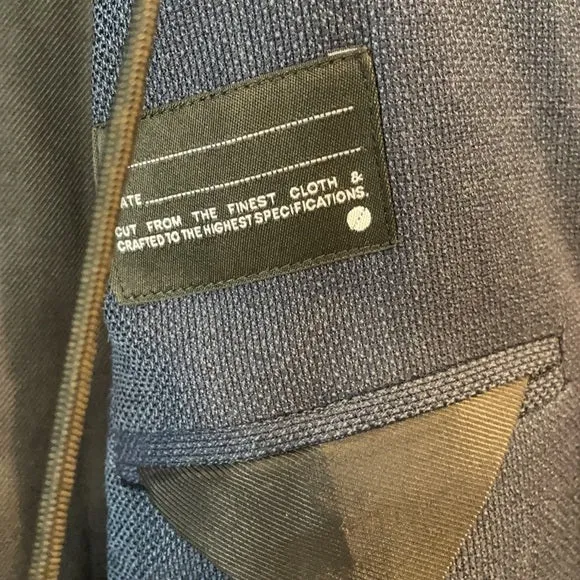 ATE
CUT FROM THE FINEST CLOTH &
CRAFTED TO THE HIGHEST SPECIFICATIONS.